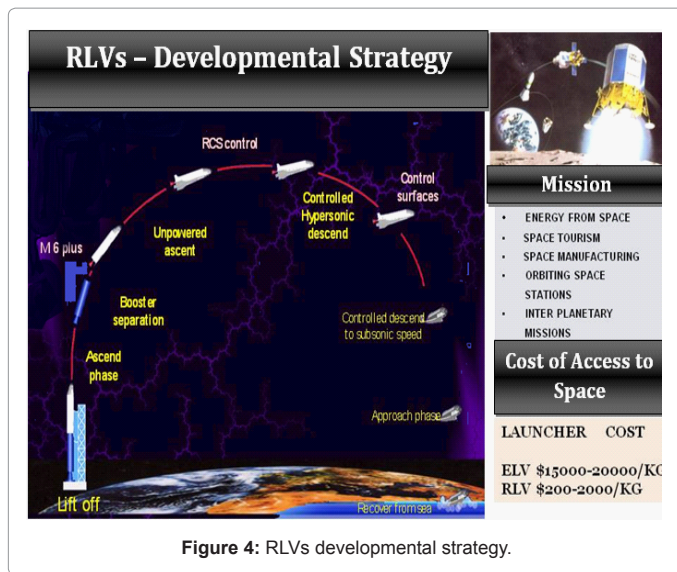 RLVs – Developmental Strategy
RCS control
Control
surfaces
Controlled
Hypersonic
descend
Unpowered
ascent
M 6 plus
Booster
separation
Controlled descend
to subsonic speed
Ascend
phase
Approach phase
Lift off
Recover from sea
Mission
• ENERGY FROM SPACE
• SPACE TOURISM
• SPACE MANUFACTURING
• ORBITING SPACE
STATIONS
• INTER PLANETARY
MISSIONS
Cost of Access to
Space
LAUNCHER COST
ELV $15000-20000/KG
RLV $200-2000/KG
Figure 4: RLVs developmental strategy.